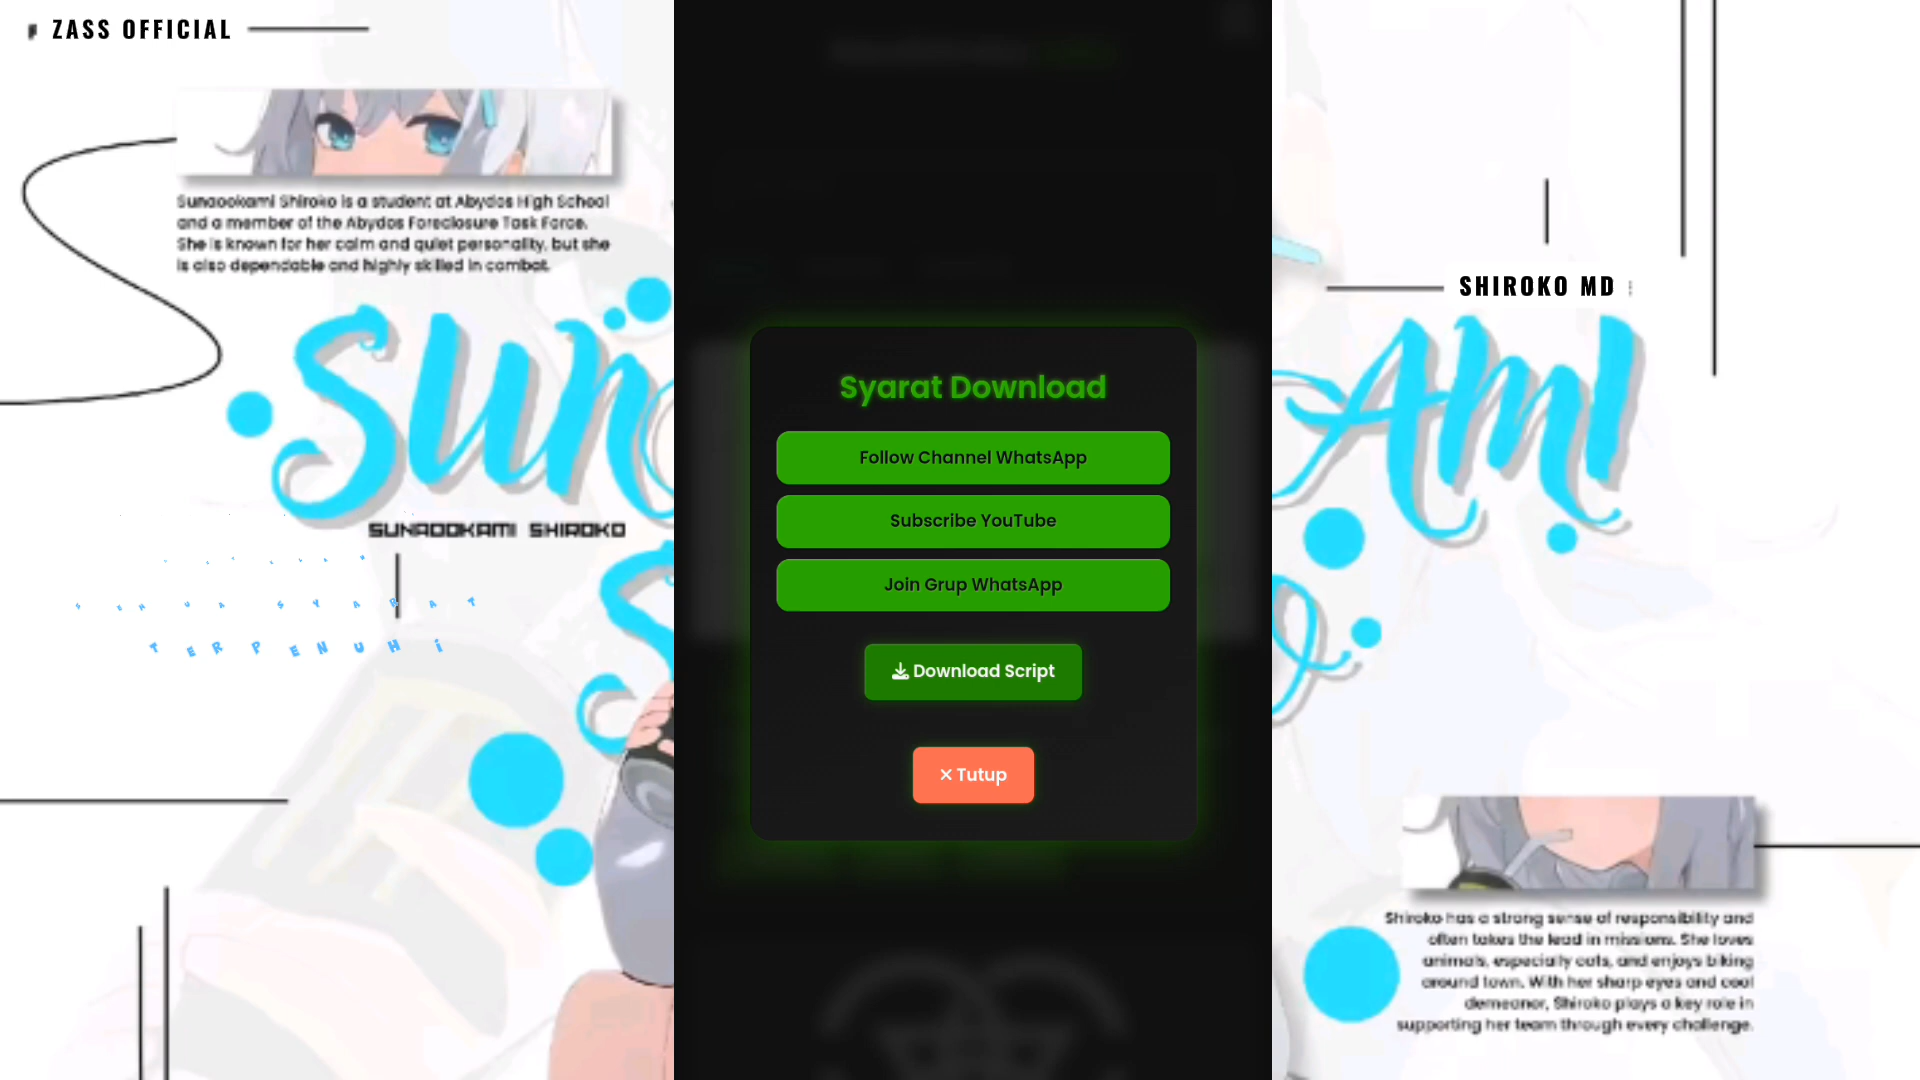 ZASS OFFICIAL
Sunaookami Shiroko is a student at Abydos High School
and a member of the Abydos Foreclosure Task Force.
She is known for her calm and quiet personality, but she
is also dependable and highly skilled in combat.
SUN
SUNAOOKAMI SHIROKO
SEMUA SYARAT
TERPENUHI
Syarat Download
Follow Channel WhatsApp
Subscribe YouTube
Join Grup WhatsApp
Download Script
Tutup
SHIROKO MD
AMI
Shiroko has a strong sense of responsibility and
often takes the lead in missions. She loves
animals, especially cats, and enjoys biking
around town. With her sharp eyes and cool
demeanor, Shiroko plays a key role in
supporting her team through every challenge.